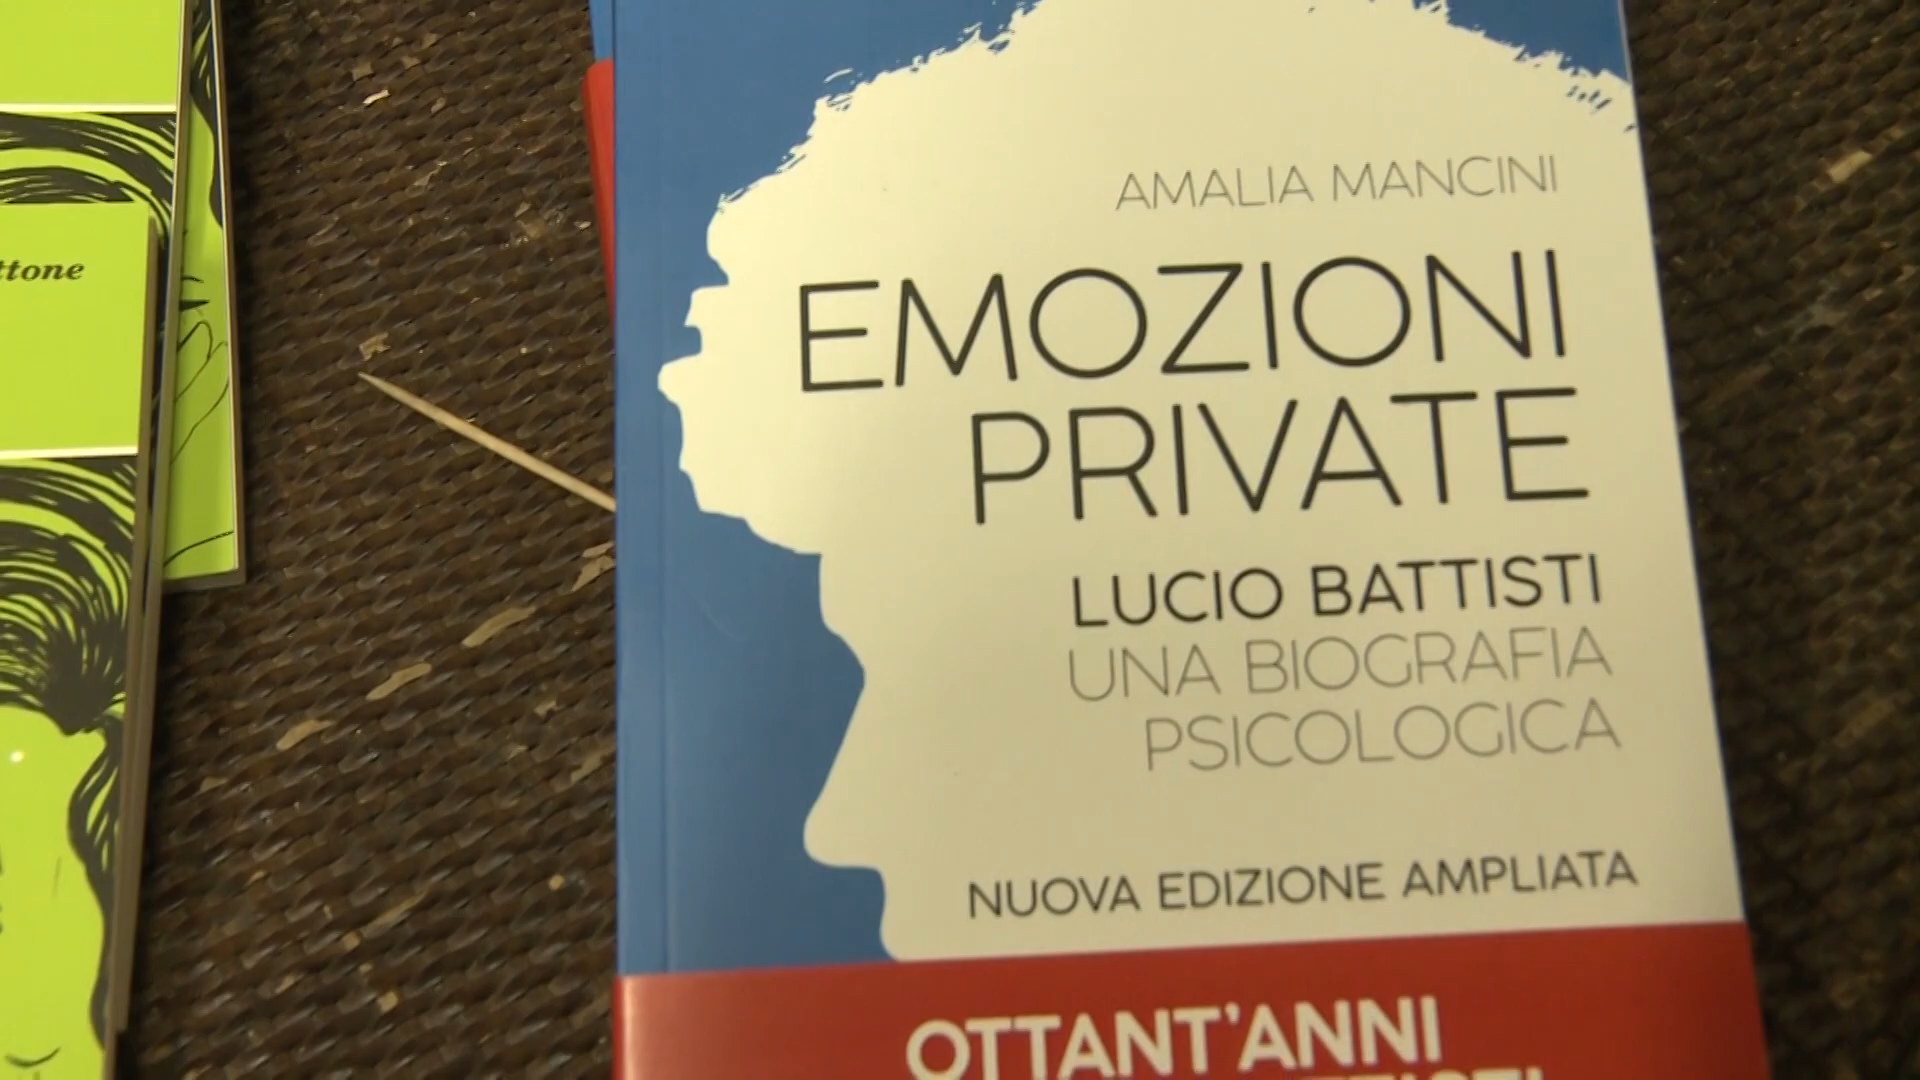 AMALIA MANCINI
EMOZIONI
PRIVATE
LUCIO BATTISTI
UNA BIOGRAFIA
PSICOLOGICA
NUOVA EDIZIONE AMPLIATA
OTTANT'ANNI